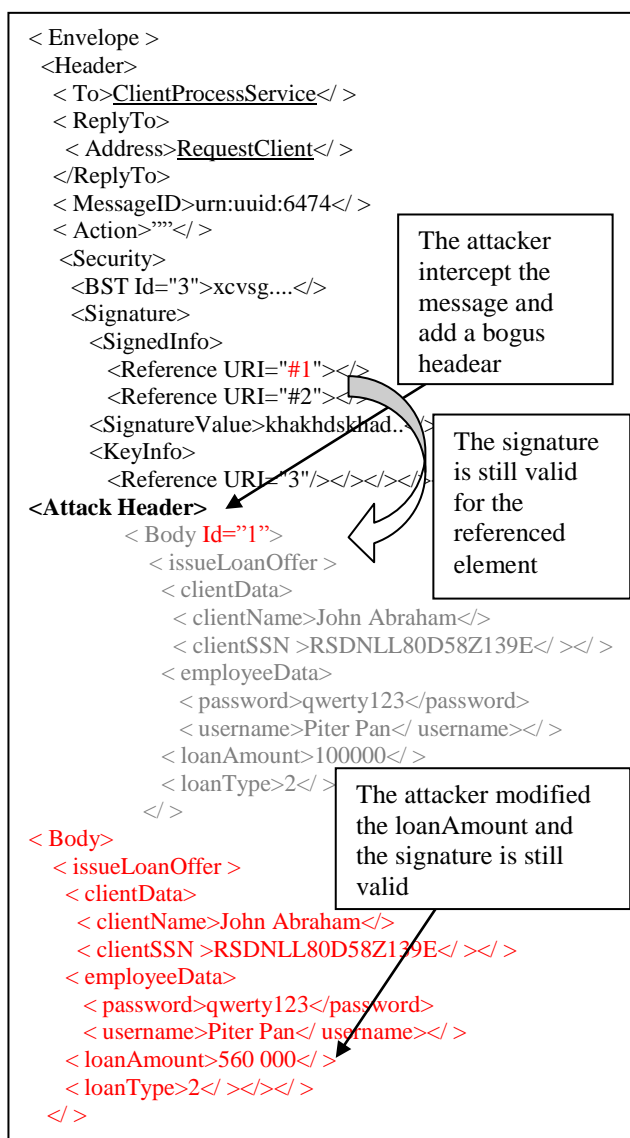 < Envelope >
<Header>
< To>ClientProcessService</ >
< ReplyTo>
< Address>RequestClient</ >
</ReplyTo>
< MessageID>urn:uuid:6474</ >
< Action>””</ >
<Security>
<BST Id="3">xcvsg....</>
<Signature>
<SignedInfo>
<Reference URI="#1"></>
<Reference URI="#2"></>
<SignatureValue>khakhdskhad..</>
<KeyInfo>
<Reference URI="3"/></></></>
<Attack Header>
< Body Id=”1”>
< issueLoanOffer >
< clientData>
< clientName>John Abraham</>
< clientSSN >RSDNLL80D58Z139E</ ></ >
< employeeData>
< password>qwerty123</password>
< username>Piter Pan</ username></ >
< loanAmount>100000</ >
< loanType>2</ >
</ >
< Body>
< issueLoanOffer >
< clientData>
< clientName>John Abraham</>
< clientSSN >RSDNLL80D58Z139E</ ></ >
< employeeData>
< password>qwerty123</password>
< username>Piter Pan</ username></ >
< loanAmount>560 000</ >
< loanType>2</ ></></ >
</ >
The attacker
intercept the
message and
add a bogus
headear
The signature
is still valid
for the
referenced
element
The attacker modified
the loanAmount and
the signature is still
valid